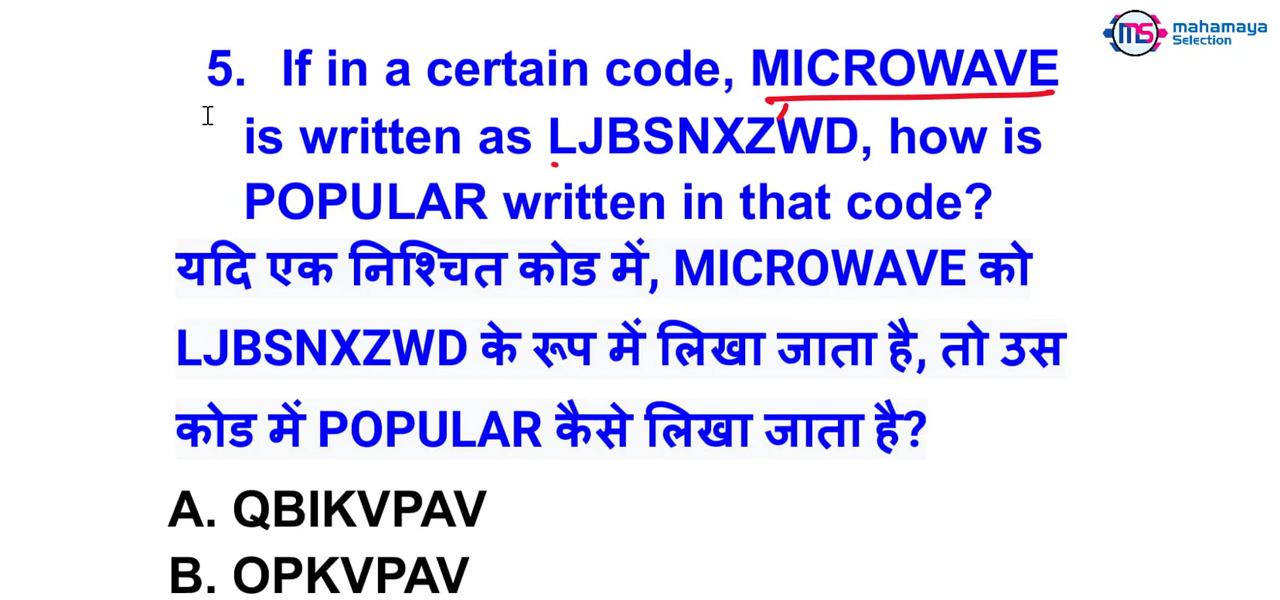 mahamaya
MS Selection
5. If in a certain code, MICROWAVE
is written as LJBSNXZWD, how is
POPULAR written in that code?
यदि एक निश्चित कोड में, MICROWAVE को
LJBSNXZWD के रूप में लिखा जाता है, तो उस
कोड में POPULAR कैसे लिखा जाता है?
A. QBIKVPAV
B. OPKVPAV